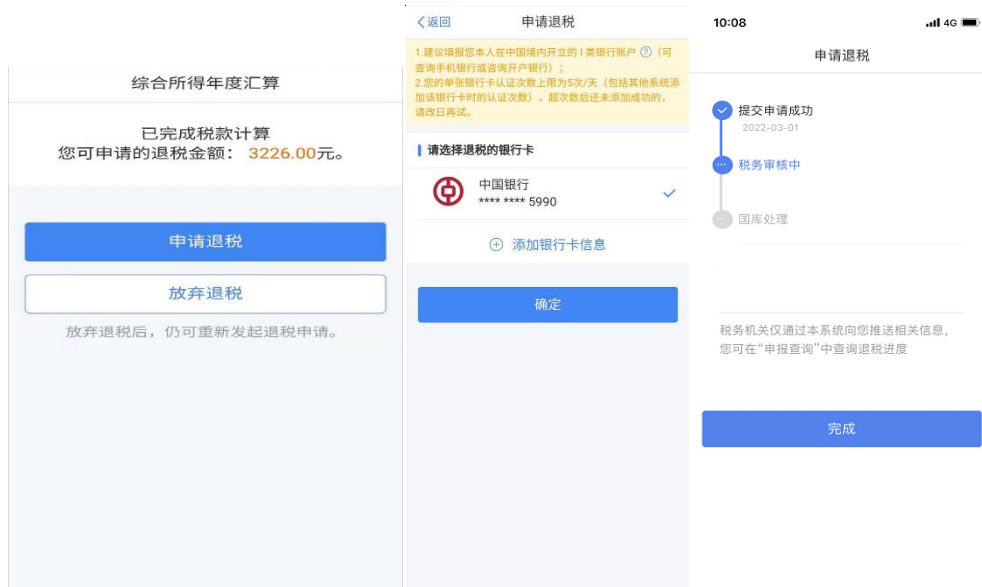 综合所得年度汇算
已完成税款计算
您可申请的退税金额： 3226.00元。
申请退税
放弃退税
放弃退税后，仍可重新发起退税申请。
返回
申请退税
1.建议填报您本人在中国境内开立的 I 类银行账户 ?（可
查询手机银行或咨询开户银行）；
2.您的单张银行卡认证次数上限为5次/天（包括其他系统添
加该银行卡时的认证次数），超次数后还未添加成功的，
请改日再试。
请选择退税的银行卡
中国银行
**** **** 5990
添加银行卡信息
确定
10:08
4G
申请退税
提交申请成功
2022-03-01
税务审核中
国库处理
税务机关仅通过本系统向您推送相关信息，
您可在“申报查询”中查询退税进度
完成